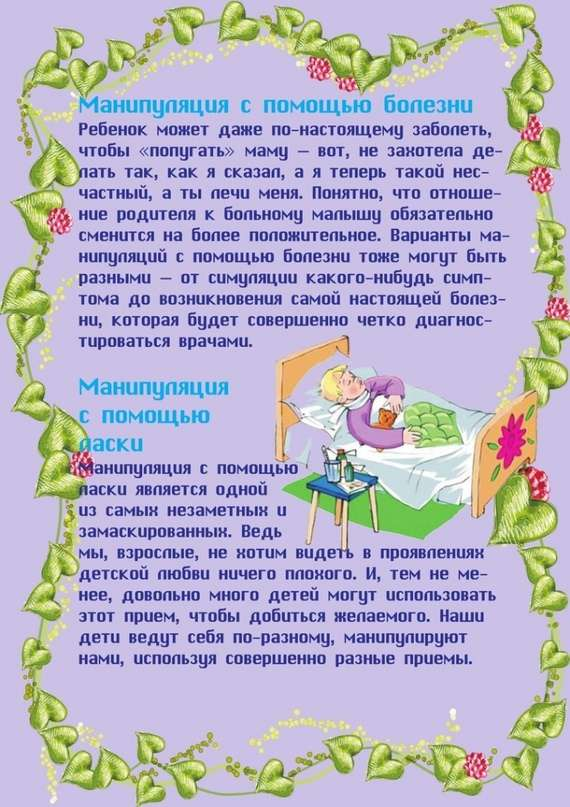 Манипуляция с помощью болезни
Ребенок может даже по-настоящему заболеть,
чтобы «попугать» маму – вот, не захотела де-
лать так, как я сказал, а я теперь такой нес-
частный, а ты лечи меня. Понятно, что отноше-
ние родителя к больному малышу обязательно
сменится на более положительное. Варианты ма-
нипуляций с помощью болезни тоже могут быть
разными – от симуляции какого-нибудь симп-
тома до возникновения самой настоящей болез-
ни, которая будет совершенно четко диагнос-
тироваться врачами.
Манипуляция
с помощью
ласки
Манипуляция с помощью
ласки является одной
из самых незаметных и
замаскированных. Ведь
мы, взрослые, не хотим видеть в проявлениях
детской любви ничего плохого. И, тем не ме-
нее, довольно много детей могут использовать
этот прием, чтобы добиться желаемого. Наши
дети ведут себя по-разному, манипулируют
нами, используя совершенно разные приемы.